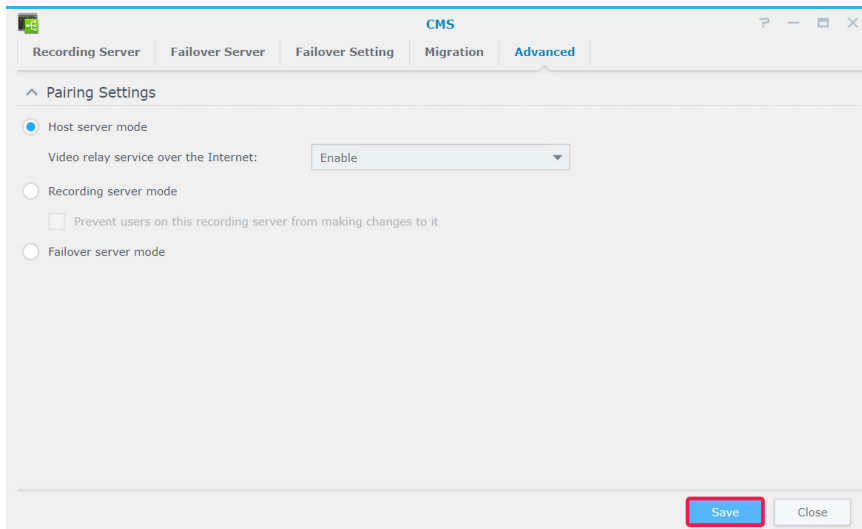 CMS
Recording Server Failover Server Failover Setting Migration Advanced
Pairing Settings
Host server mode
Video relay service over the Internet: Enable
Recording server mode
Prevent users on this recording server from making changes to it
Failover server mode
Save Close